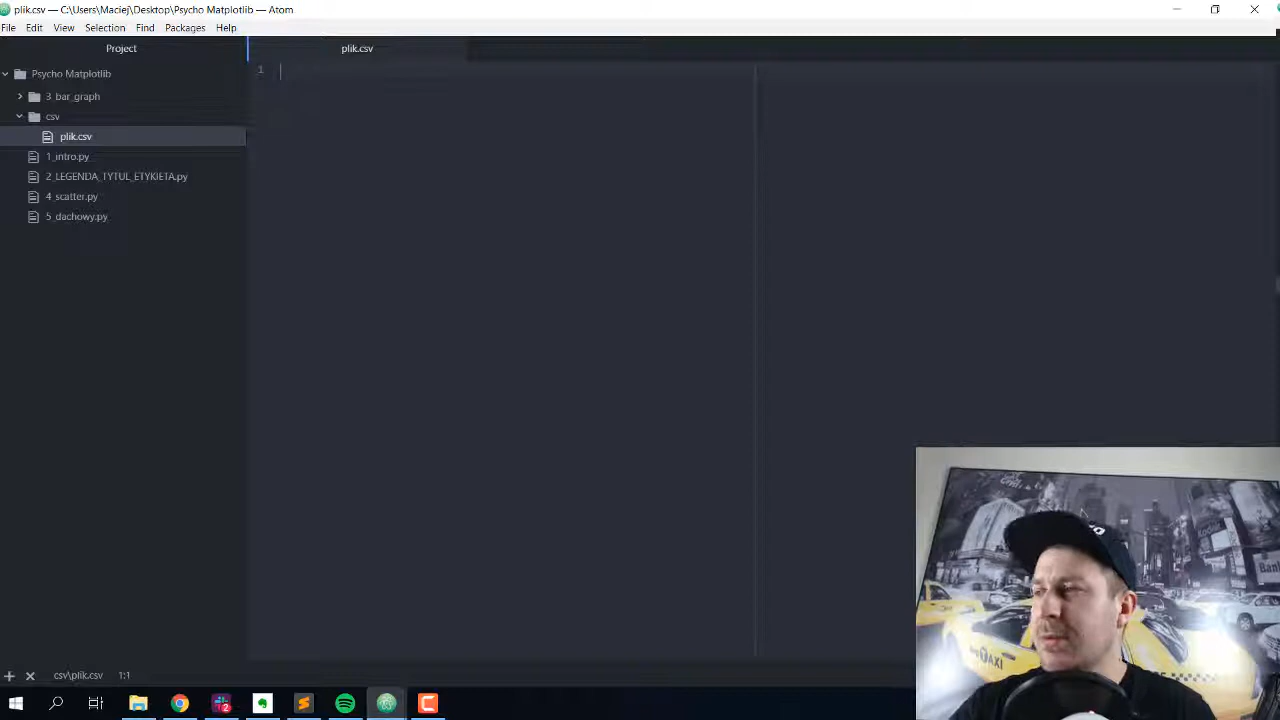 plik.csv — C:\Users\Maciej\Desktop\Psycho Matplotlib — Atom
File Edit View Selection Find Packages Help
Project
plik.csv
Psycho Matplotlib
3_bar_graph
csv
plik.csv
1_intro.py
2_LEGENDA_TYTUL_ETYKIETA.py
4_scatter.py
5_dachowy.py
1
TAXI
csv\plik.csv 1:1
2